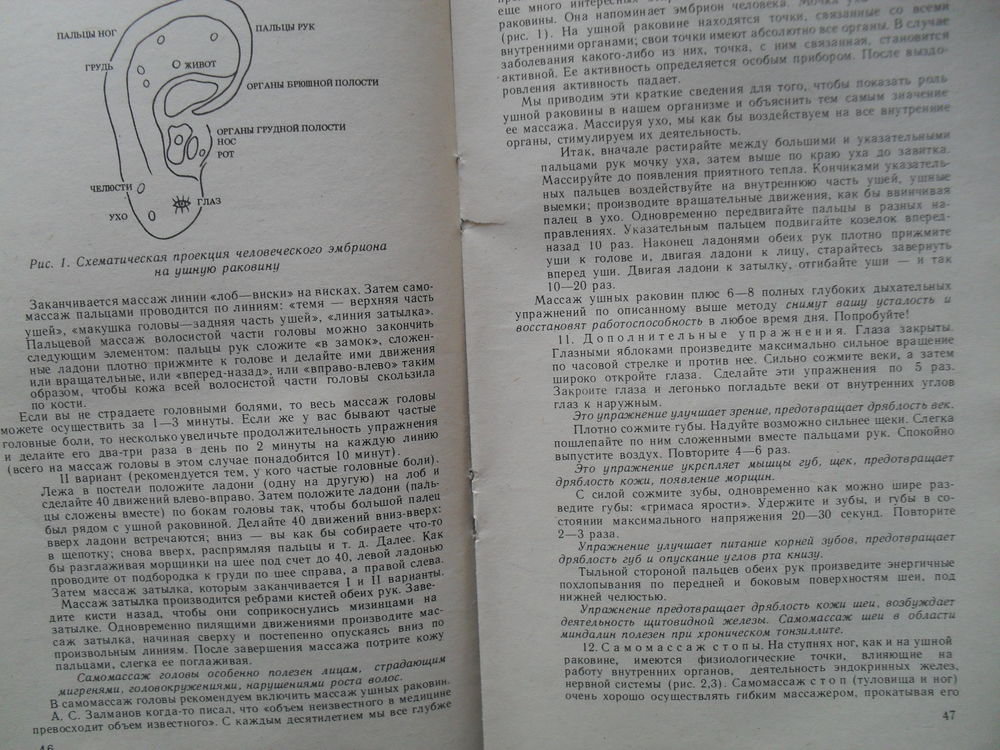 ПАЛЬЦЫ НОГ
ПАЛЬЦЫ РУК
ГРУДЬ
ЖИВОТ
ОРГАНЫ БРЮШНОЙ ПОЛОСТИ
ОРГАНЫ ГРУДНОЙ ПОЛОСТИ
НОС
РОТ
ЧЕЛЮСТИ
ГЛАЗ
УХО
Рис. 1. Схематическая проекция человеческого эмбриона
на ушную раковину
Заканчивается массаж линии «лоб—виски» на висках. Затем само-
массаж пальцами проводится по линиям: «темя — верхняя часть
ушей», «макушка головы—задняя часть ушей», «линия затылка».
Пальцевой массаж волосистой части головы можно закончить
следующим элементом: пальцы рук сложите «в замок», сложен-
ные ладони плотно прижмите к голове и делайте ими движения
или вращательные, или «вперед-назад», или «вправо-влево» таким
образом, чтобы кожа всей волосистой части головы скользила
по кости.
Если вы не страдаете головными болями, то весь массаж головы
можете осуществить за 1—3 минуты. Если же у вас бывают частые
головные боли, то несколько увеличьте продолжительность упражнения
и делайте его два-три раза в день по 2 минуты на каждую линию
(всего на массаж головы в этом случае понадобится 10 минут).
II вариант (рекомендуется тем, у кого частые головные боли).
Лежа в постели положите ладони (одну на другую) на лоб и
сделайте 40 движений влево-вправо. Затем положите ладони (паль-
цы сложены вместе) по бокам головы так, чтобы большой палец
был рядом с ушной раковиной. Делайте 40 движений вниз-вверх:
вверх ладони встречаются; вниз — вы как бы собираете что-то
в щепотку; снова вверх, распрямляя пальцы и т. д. Далее. Как
бы разглаживая морщинки на шее под счет до 40, левой ладонью
проводите от подбородка к груди по шее справа, а правой слева.
Затем массаж затылка, которым заканчивается I и II варианты.
Массаж затылка производится ребрами кистей обеих рук. Заве-
дите кисти назад, чтобы они соприкоснулись мизинцами на
затылке. Одновременно пилящими движениями производите мас-
саж затылка, начиная сверху и постепенно опускаясь вниз по
произвольным линиям. После завершения массажа потрите кожу
пальцами, слегка ее поглаживая.
Самомассаж головы особенно полезен лицам, страдающим
мигренями, головокружениями, нарушениями роста волос.
В самомассаж головы рекомендуем включить массаж ушных раковин.
А. С. Залманов когда-то писал, что «объем неизвестного в медицине
превосходит объем известного». С каждым десятилетием мы все глубже
46
еще много интересных
раковины. Она напоминает эмбрион человека. Мочка уха
(рис. 1). На ушной раковине находятся точки, связанные со всеми
внутренними органами; свои точки имеют абсолютно все органы. В случае
заболевания какого-либо из них, точка, с ним связанная, становится
активной. Ее активность определяется особым прибором. После выздо-
ровления активность падает.
Мы приводим эти краткие сведения для того, чтобы показать роль
ушной раковины в нашем организме и объяснить тем самым значение
ее массажа. Массируя ухо, мы как бы воздействуем на все внутренние
органы, стимулируем их деятельность.
Итак, вначале растирайте между большими и указательными
пальцами рук мочку уха, затем выше по краю уха до завитка.
Массируйте до появления приятного тепла. Кончиками указатель-
ных пальцев воздействуйте на внутреннюю часть ушей, ушные
выемки; производите вращательные движения, как бы ввинчивая
палец в ухо. Одновременно передвигайте пальцы в разных на-
правлениях. Указательным пальцем подвигайте козелок вперед-
назад 10 раз. Наконец ладонями обеих рук плотно прижмите
уши к голове и, двигая ладони к лицу, старайтесь завернуть
вперед уши. Двигая ладони к затылку, отгибайте уши — и так
10—20 раз.
Массаж ушных раковин плюс 6—8 полных глубоких дыхательных
упражнений по описанному выше методу снимут вашу усталость и
восстановят работоспособность в любое время дня. Попробуйте!
11. Дополнительные упражнения. Глаза закрыты.
Глазными яблоками произведите максимально сильное вращение
по часовой стрелке и против нее. Сильно сожмите веки, а затем
широко откройте глаза. Сделайте эти упражнения по 5 раз.
Закройте глаза и легонько погладьте веки от внутренних углов
глаз к наружным.
Это упражнение улучшает зрение, предотвращает дряблость век.
Плотно сожмите губы. Надуйте возможно сильнее щеки. Слегка
пошлепайте по ним сложенными вместе пальцами рук. Спокойно
выпустите воздух. Повторите 4—6 раз.
Это упражнение укрепляет мышцы губ, щек, предотвращает
дряблость кожи, появление морщин.
С силой сожмите зубы, одновременно как можно шире раз-
ведите губы: «гримаса ярости». Удержите и зубы, и губы в со-
стоянии максимального напряжения 20—30 секунд. Повторите
2—3 раза.
Упражнение улучшает питание корней зубов, предотвращает
дряблость губ и опускание углов рта книзу.
Тыльной стороной пальцев обеих рук произведите энергичные
похлопывания по передней и боковым поверхностям шеи, под
нижней челюстью.
Упражнение предотвращает дряблость кожи шеи, возбуждает
деятельность щитовидной железы. Самомассаж шеи в области
миндалин полезен при хроническом тонзиллите.
12. Самомассаж стопы. На ступнях ног, как и на ушной
раковине, имеются физиологические точки, влияющие на
работу внутренних органов, деятельность эндокринных желез,
нервной системы (рис. 2,3). Самомассаж стоп (туловища и ног)
очень хорошо осуществлять гибким массажером, прокатывая его
47